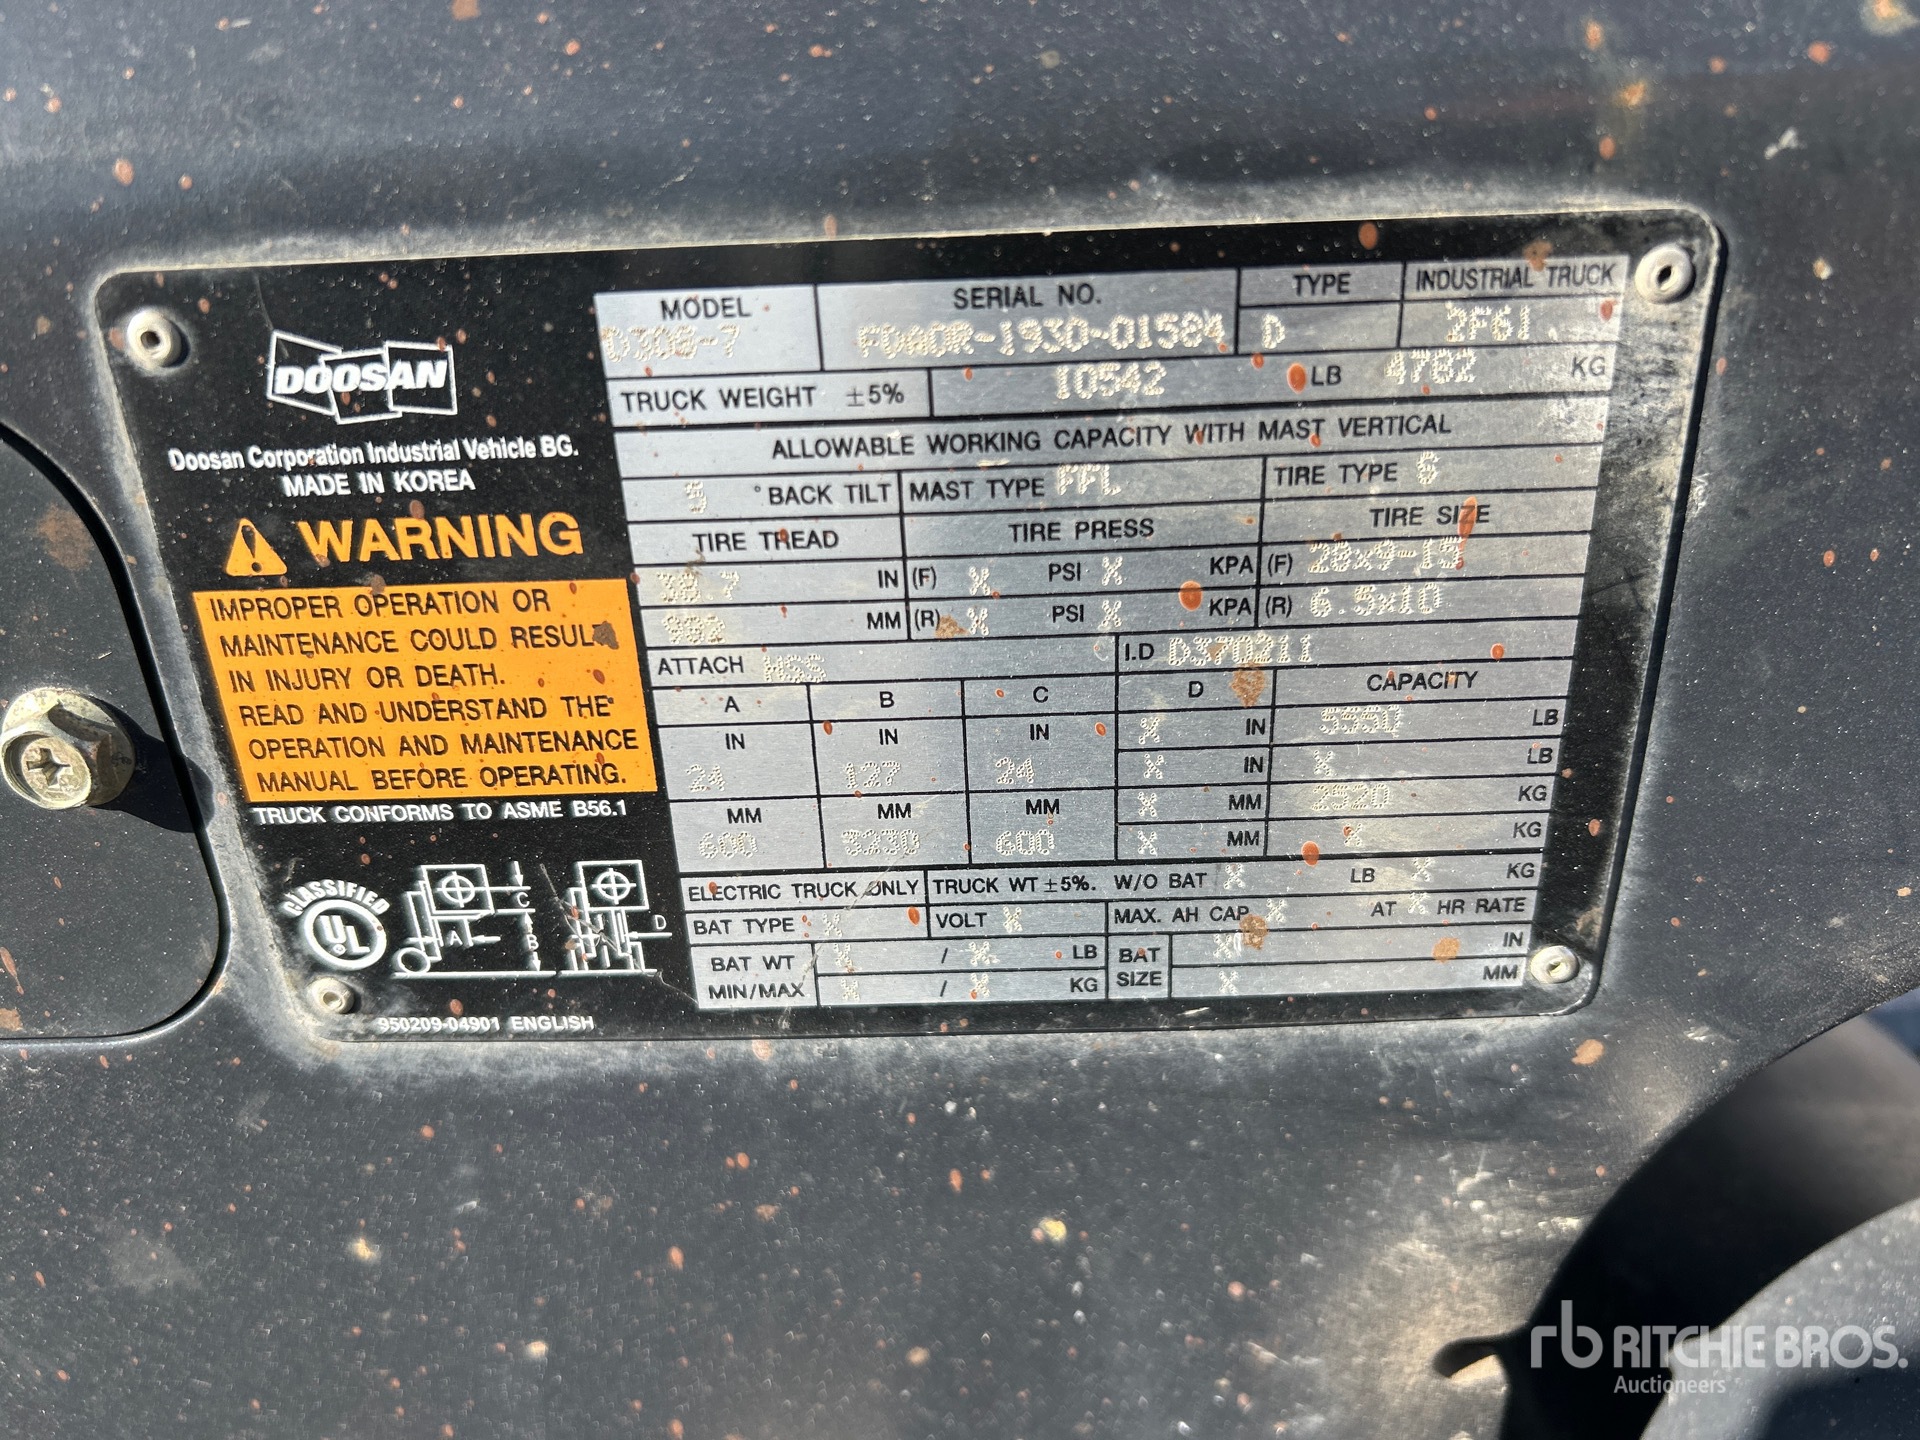 DOOSAN
Doosan Corporation Industrial Vehicle BG.
MADE IN KOREA
WARNING
IMPROPER OPERATION OR
MAINTENANCE COULD RESULT
IN INJURY OR DEATH.
READ AND UNDERSTAND THE
OPERATION AND MAINTENANCE
MANUAL BEFORE OPERATING.
TRUCK CONFORMS TO ASME B56.1
CLASSIFIED
UL
A B C D
950209-04901 ENGLISH
MODEL SERIAL NO. TYPE INDUSTRIAL TRUCK
D30S-7 -1930-01584 D
TRUCK WEIGHT ±5% 10542 LB 4782 KG
ALLOWABLE WORKING CAPACITY WITH MAST VERTICAL
5 ° BACK TILT MAST TYPE FFL TIRE TYPE S
TIRE TREAD TIRE PRESS TIRE SIZE
38.7 IN (F) X PSI X KPA (F) 28x9-15
MM (R) X PSI X KPA (R) 6.5x10
ATTACH WSS I.D D370211
A B C D CAPACITY
IN IN IN X IN LB
24 127 24 X IN X LB
MM MM MM X MM 2520 KG
600 3230 600 X MM X KG
ELECTRIC TRUCK ONLY TRUCK WT ±5%. W/O BAT X LB X KG
BAT TYPE X VOLT X MAX. AH CAP X AT X HR RATE
BAT WT X / X LB BAT X IN
MIN/MAX X / X KG SIZE X MM
rb RITCHIE BROS.
Auctioneers